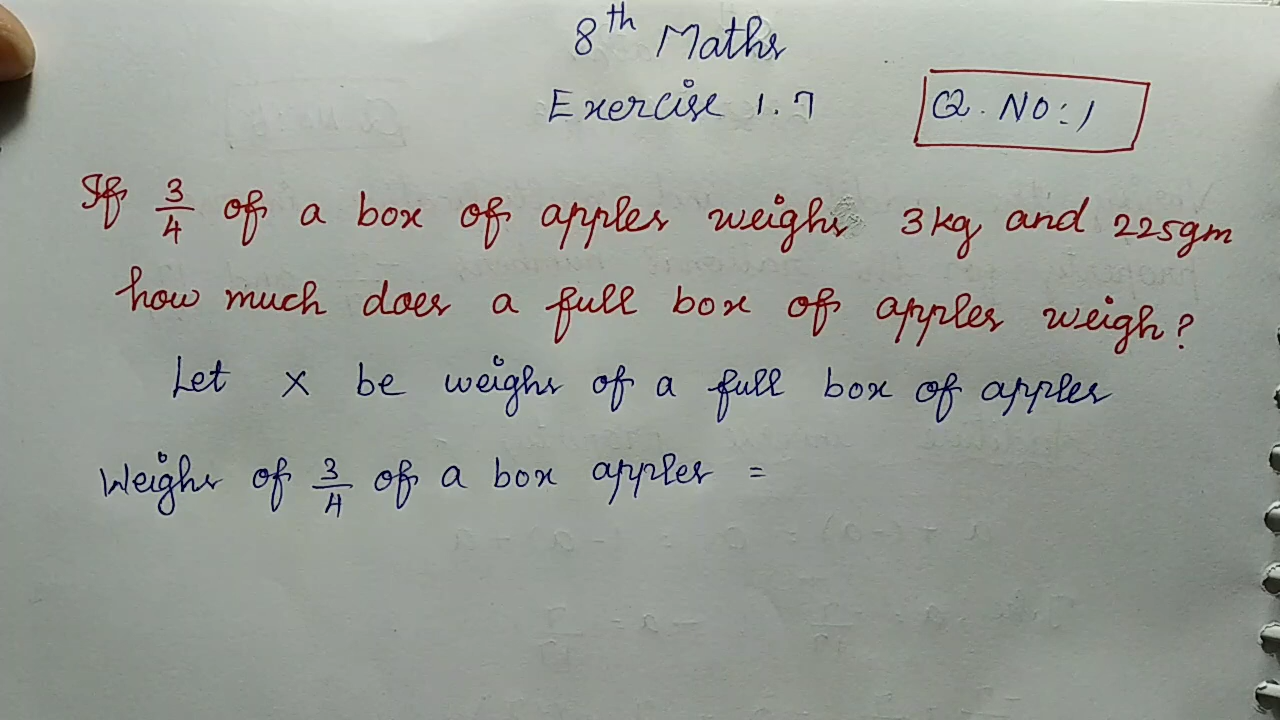 8th Maths
Exercise 1.7
Q. No: 1
If 3/4 of a box of apples weighs 3kg and 225gm
how much does a full box of apples weigh?
Let x be weighs of a full box of apples
Weighs of 3/4 of a box apples =